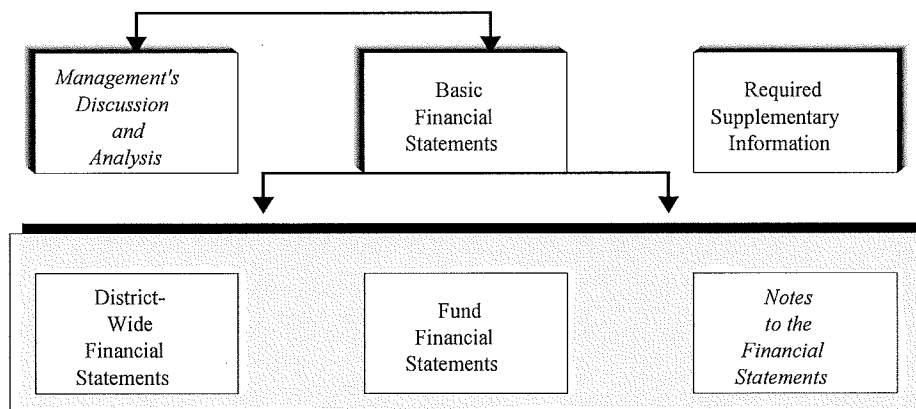 Management's
Discussion
and
Analysis
Basic
Financial
Statements
Required
Supplementary
Information
District-
Wide
Financial
Statements
Fund
Financial
Statements
Notes
to the
Financial
Statements